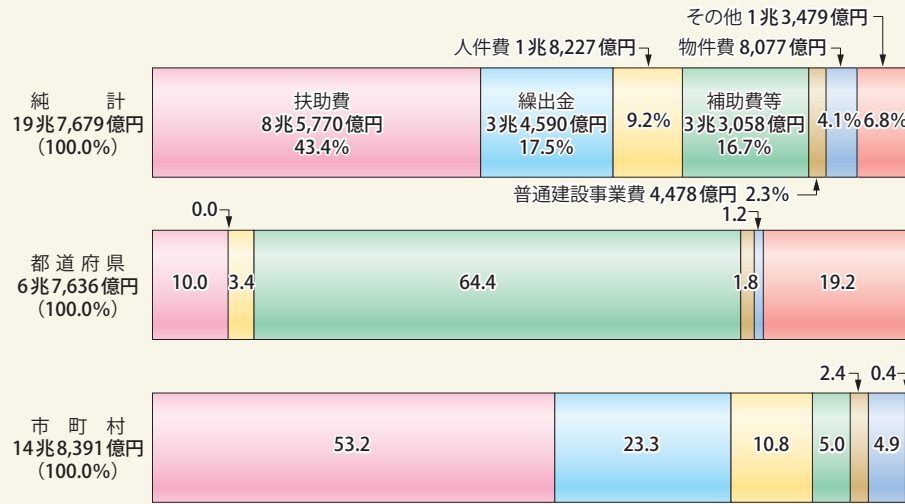 その他 1兆3,479億円
人件費 1兆8,227億円
物件費 8,077億円
純計
19兆7,679億円
（100.0%）
扶助費
8兆5,770億円
43.4%
繰出金
3兆4,590億円
17.5%
9.2%
補助費等
3兆3,058億円
16.7%
4.1%
6.8%
普通建設事業費 4,478億円 2.3%
0.0
1.2
都道府県
6兆7,636億円
（100.0%）
10.0
3.4
64.4
1.8
19.2
2.4
0.4
市町村
14兆8,391億円
（100.0%）
53.2
23.3
10.8
5.0
4.9